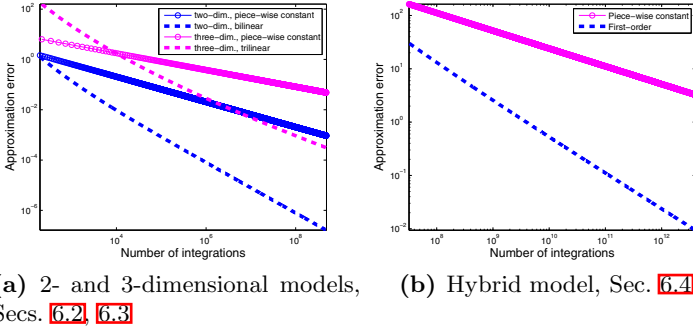 10^2
10^0
10^-2
10^-4
10^-6
Approximation error
two-dim., piece-wise constant
two-dim., bilinear
three-dim., piece-wise constant
three-dim., trilinear
10^4
10^6
10^8
Number of integrations
10^2
10^1
10^0
10^-1
10^-2
Approximation error
Piece-wise constant
First-order
10^8
10^9
10^10
10^11
10^12
Number of integrations
(a) 2- and 3-dimensional models,
Secs. 6.2, 6.3
(b) Hybrid model, Sec. 6.4